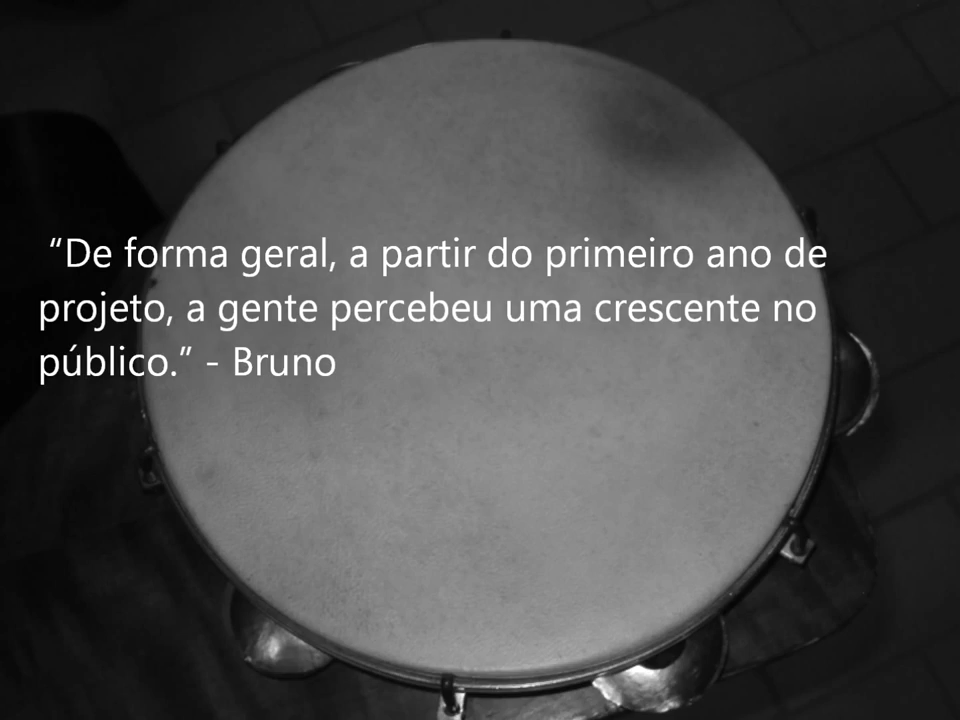 “De forma geral, a partir do primeiro ano de
projeto, a gente percebeu uma crescente no
público.” - Bruno